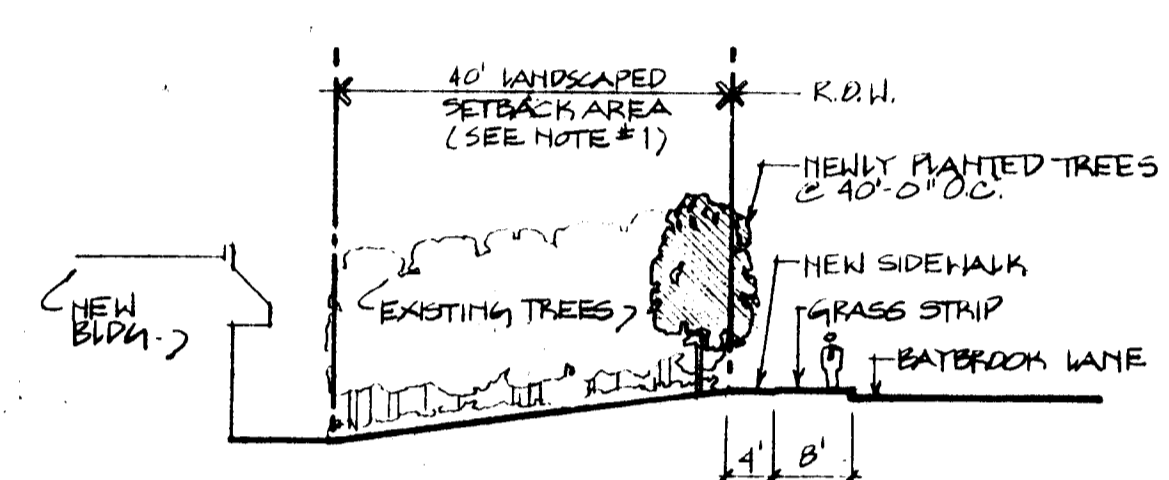 40' LANDSCAPED
SETBACK AREA
(SEE NOTE #1)
R.O.W.
NEWLY PLANTED TREES
@ 40'-0" O.C.
NEW SIDEWALK
NEW
BLDG.
EXISTING TREES
GRASS STRIP
BAYBROOK LANE
4' 8'